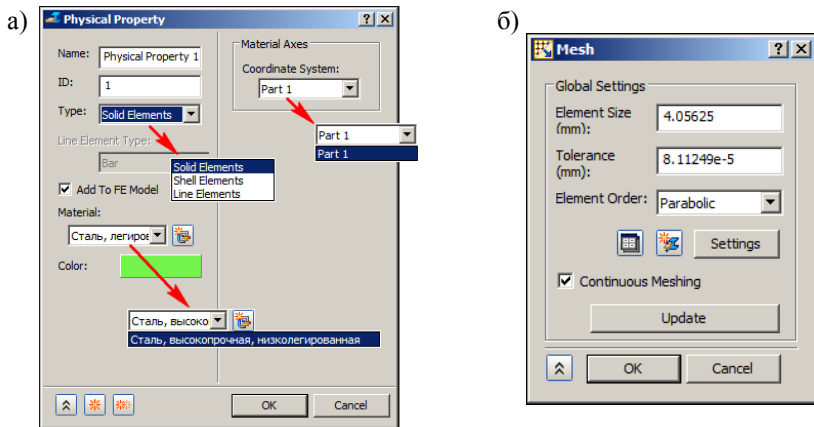 а)
Physical Property
Name:
Physical Property 1
ID:
1
Type:
Solid Elements
Line Element Type:
Bar
Solid Elements
Shell Elements
Line Elements
Add To FE Model
Material:
Сталь, легиров
Color:
Сталь, высоко
Сталь, высокопрочная, низколегированная
Material Axes
Coordinate System:
Part 1
Part 1
Part 1
OK
Cancel
б)
Mesh
Global Settings
Element Size
(mm):
4.05625
Tolerance
(mm):
8.11249e-5
Element Order:
Parabolic
Settings
Continuous Meshing
Update
OK
Cancel